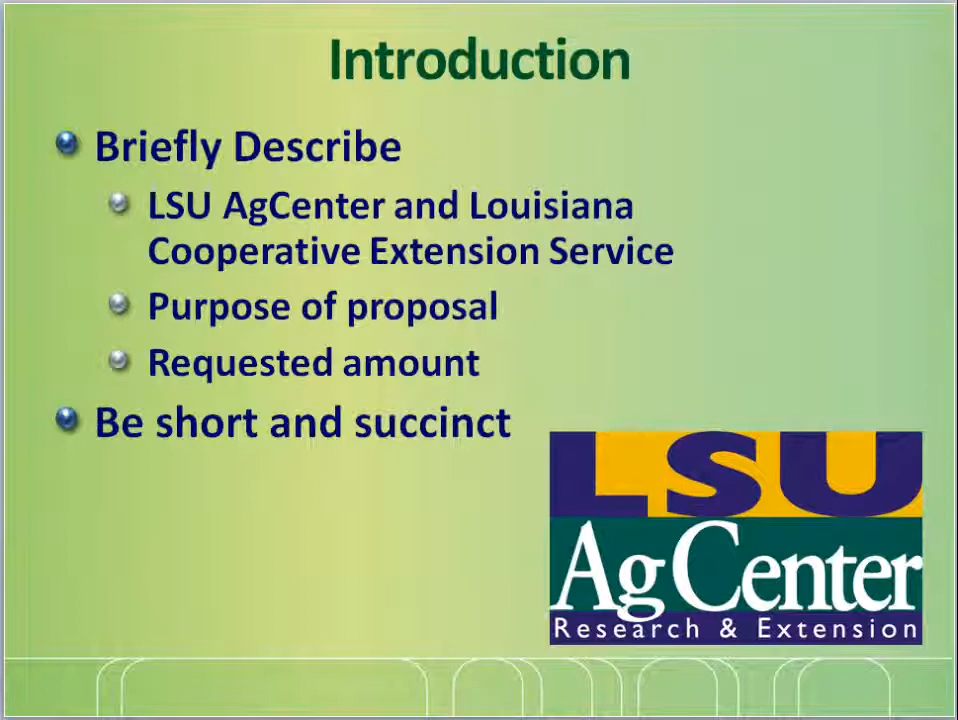 Introduction
Briefly Describe
LSU AgCenter and Louisiana
Cooperative Extension Service
Purpose of proposal
Requested amount
Be short and succinct
LSU
AgCenter
Research & Extension